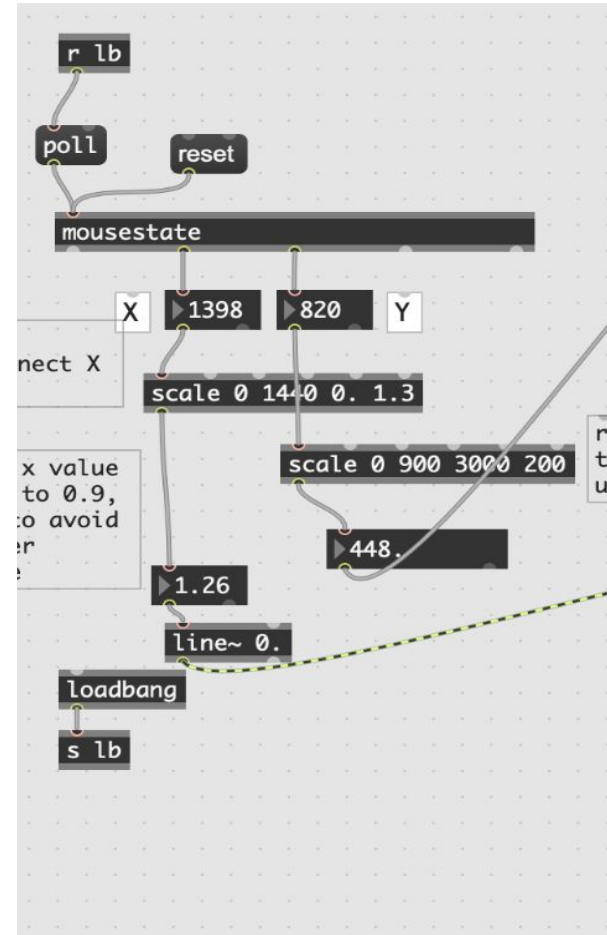 r lb
poll
reset
mousestate
X
1398
820
Y
nect X
scale 0 1440 0. 1.3
x value
to 0.9,
to avoid
scale 0 900 3000 200
448.
1.26
line~ 0.
loadbang
s lb